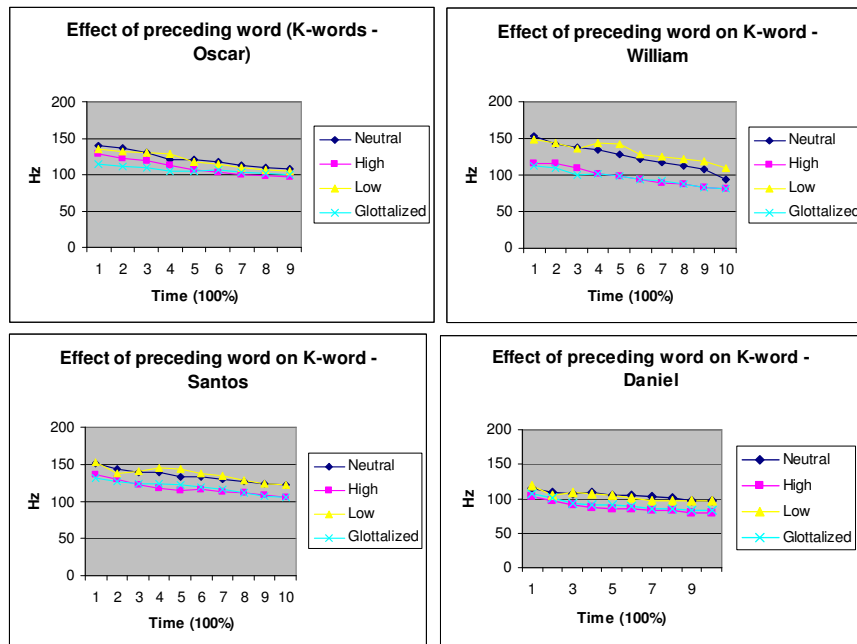 Effect of preceding word (K-words -
Oscar)
200
150
100
50
0
Hz
1 2 3 4 5 6 7 8 9
Time (100%)
Neutral
High
Low
Glottalized
Effect of preceding word on K-word -
William
200
150
100
50
0
Hz
1 2 3 4 5 6 7 8 9 10
Time (100%)
Neutral
High
Low
Glottalized
Effect of preceding word on K-word -
Santos
200
150
100
50
0
Hz
1 2 3 4 5 6 7 8 9 10
Time (100%)
Neutral
High
Low
Glottalized
Effect of preceding word on K-word -
Daniel
200
150
100
50
0
Hz
1 3 5 7 9
Time (100%)
Neutral
High
Low
Glottalized